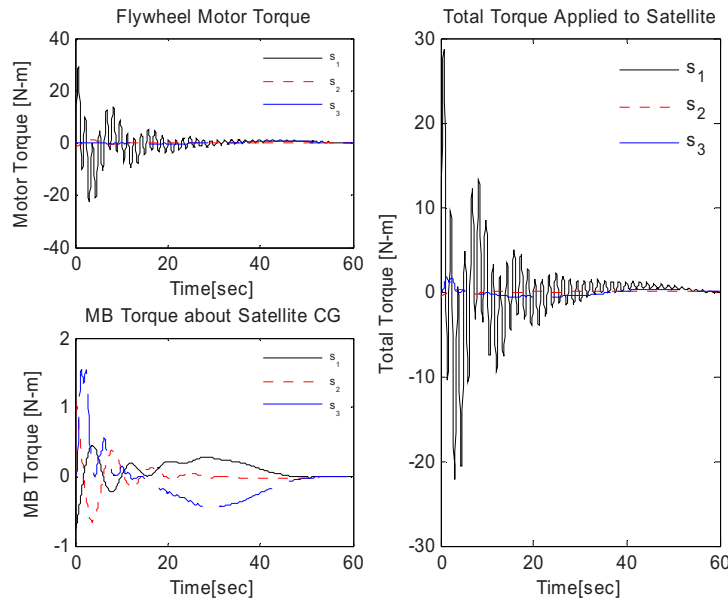 Flywheel Motor Torque
40
20
0
-20
-40
0 20 40 60
Motor Torque [N-m]
Time[sec]
s1
s2
s3
MB Torque about Satellite CG
2
1
0
-1
0 20 40 60
MB Torque [N-m]
Time[sec]
s1
s2
s3
Total Torque Applied to Satellite
30
20
10
0
-10
-20
-30
0 20 40 60
Total Torque [N-m]
Time[sec]
s1
s2
s3